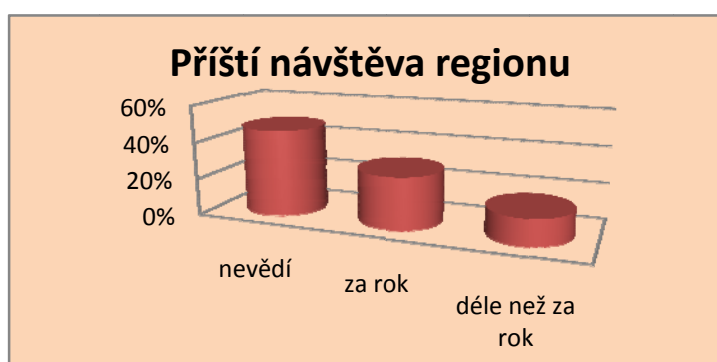 Příští návštěva regionu
60%
40%
20%
0%
nevědí
za rok
déle než za
rok